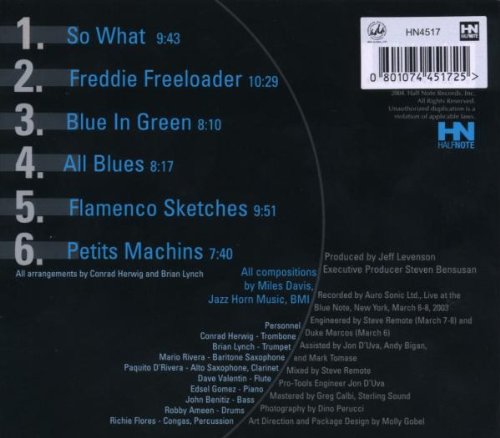 1. So What 9:43
2. Freddie Freeloader 10:29
3. Blue In Green 8:10
4. All Blues 8:17
5. Flamenco Sketches 9:51
6. Petits Machins 7:40
All arrangements by Conrad Herwig and Brian Lynch
HN4517
HN
HALFNOTE
0 801074 451725 >
2004 Half Note Records, Inc.
All Rights Reserved.
Unauthorized duplication is a
violation of applicable laws.
HN
HALFNOTE
All compositions
by Miles Davis,
Jazz Horn Music, BMI
Personnel
Conrad Herwig - Trombone
Brian Lynch - Trumpet
Mario Rivera - Baritone Saxophone
Paquito D'Rivera - Alto Saxophone, Clarinet
Dave Valentin - Flute
Edsel Gomez - Piano
John Benitiz - Bass
Robby Ameen - Drums
Richie Flores - Congas, Percussion
Produced by Jeff Levenson
Executive Producer Steven Bensusan
Recorded by Auto Sonic Ltd., Live at the
Blue Note, New York, March 6-8, 2003
Engineered by Steve Remote (March 7-8) and
Duke Marcos (March 6)
Assisted by Jon D'Uva, Andy Bigan,
and Mark Tomase
Mixed by Steve Remote
Pro-Tools Engineer Jon D'Uva
Mastered by Greg Calbi, Sterling Sound
Photography by Dino Perucci
Art Direction and Package Design by Molly Gobel